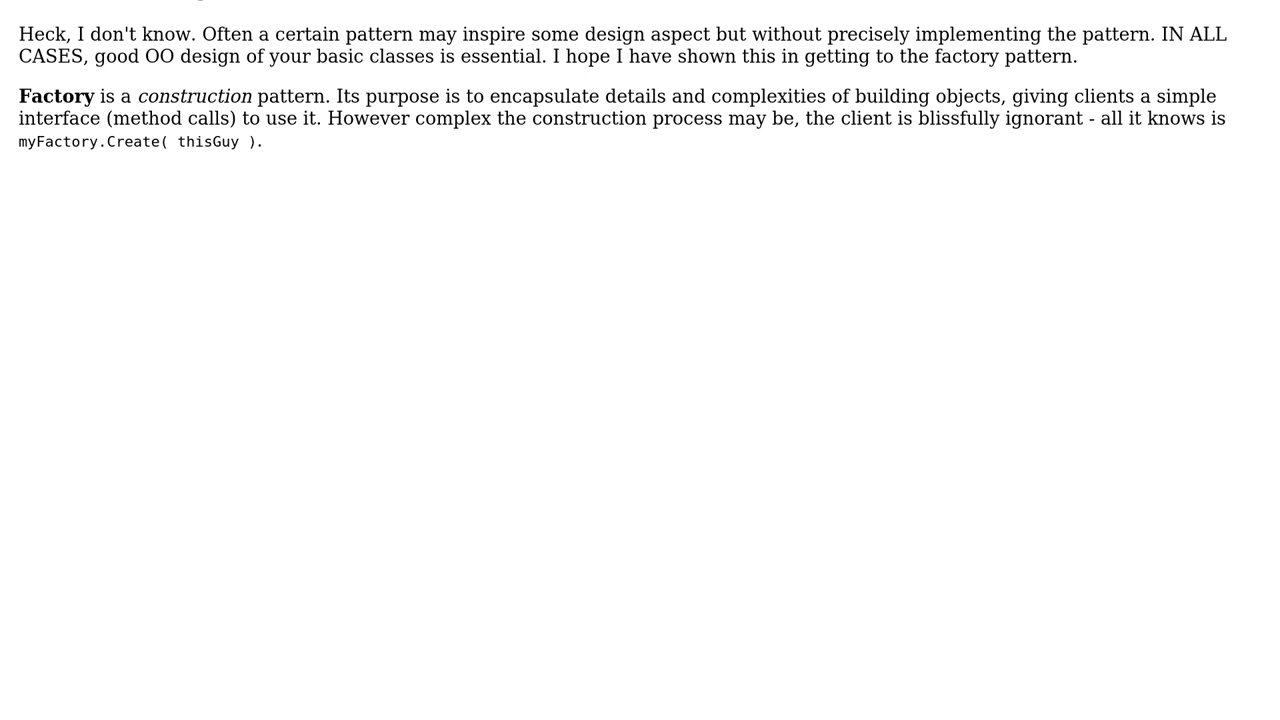 Heck, I don't know. Often a certain pattern may inspire some design aspect but without precisely implementing the pattern. IN ALL
CASES, good OO design of your basic classes is essential. I hope I have shown this in getting to the factory pattern.
Factory is a construction pattern. Its purpose is to encapsulate details and complexities of building objects, giving clients a simple
interface (method calls) to use it. However complex the construction process may be, the client is blissfully ignorant - all it knows is
myFactory.Create( thisGuy ).